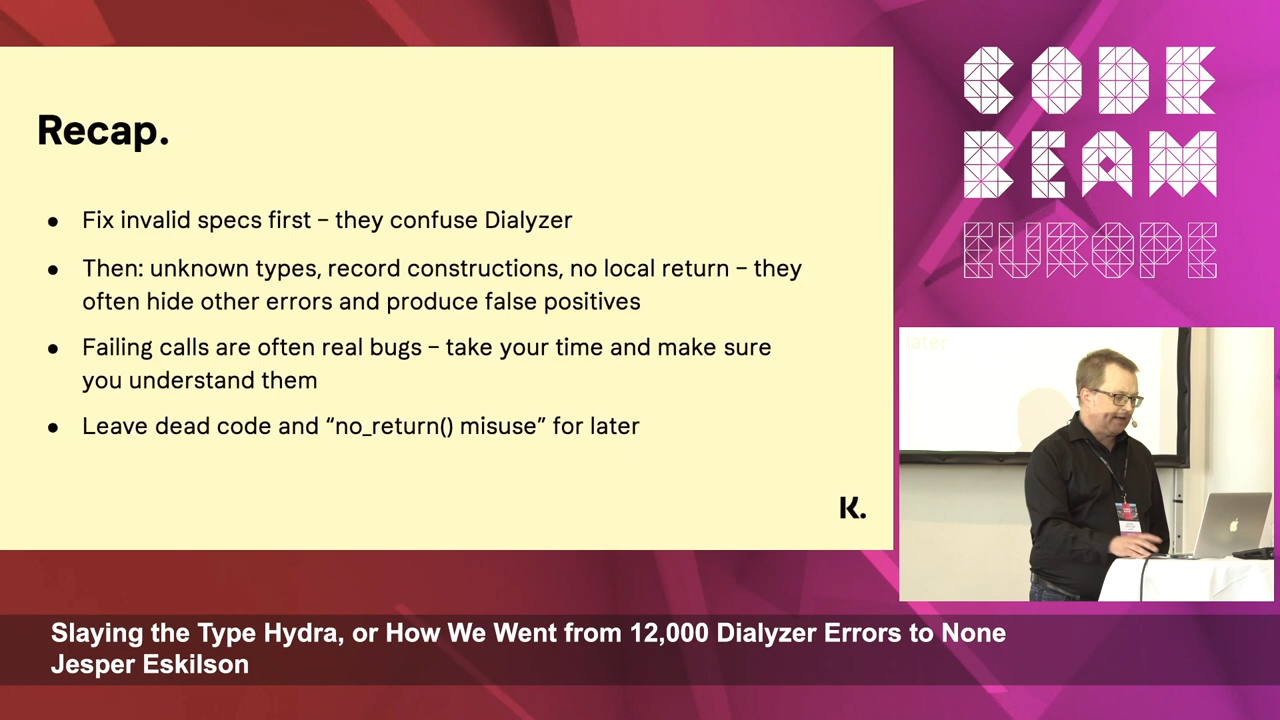 Recap.
● Fix invalid specs first – they confuse Dialyzer
● Then: unknown types, record constructions, no local return – they
often hide other errors and produce false positives
● Failing calls are often real bugs – take your time and make sure
you understand them
● Leave dead code and “no_return() misuse” for later
K.
CODE
BEAM
EUROPE
later
Slaying the Type Hydra, or How We Went from 12,000 Dialyzer Errors to None
Jesper Eskilson